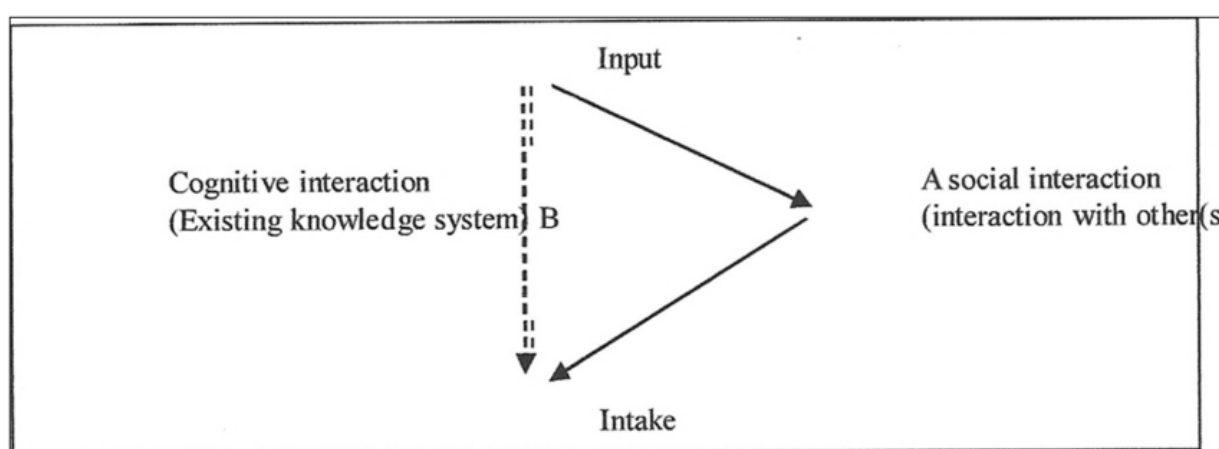 Input
Cognitive interaction
(Existing knowledge system) B
A social interaction
(interaction with other(s
Intake